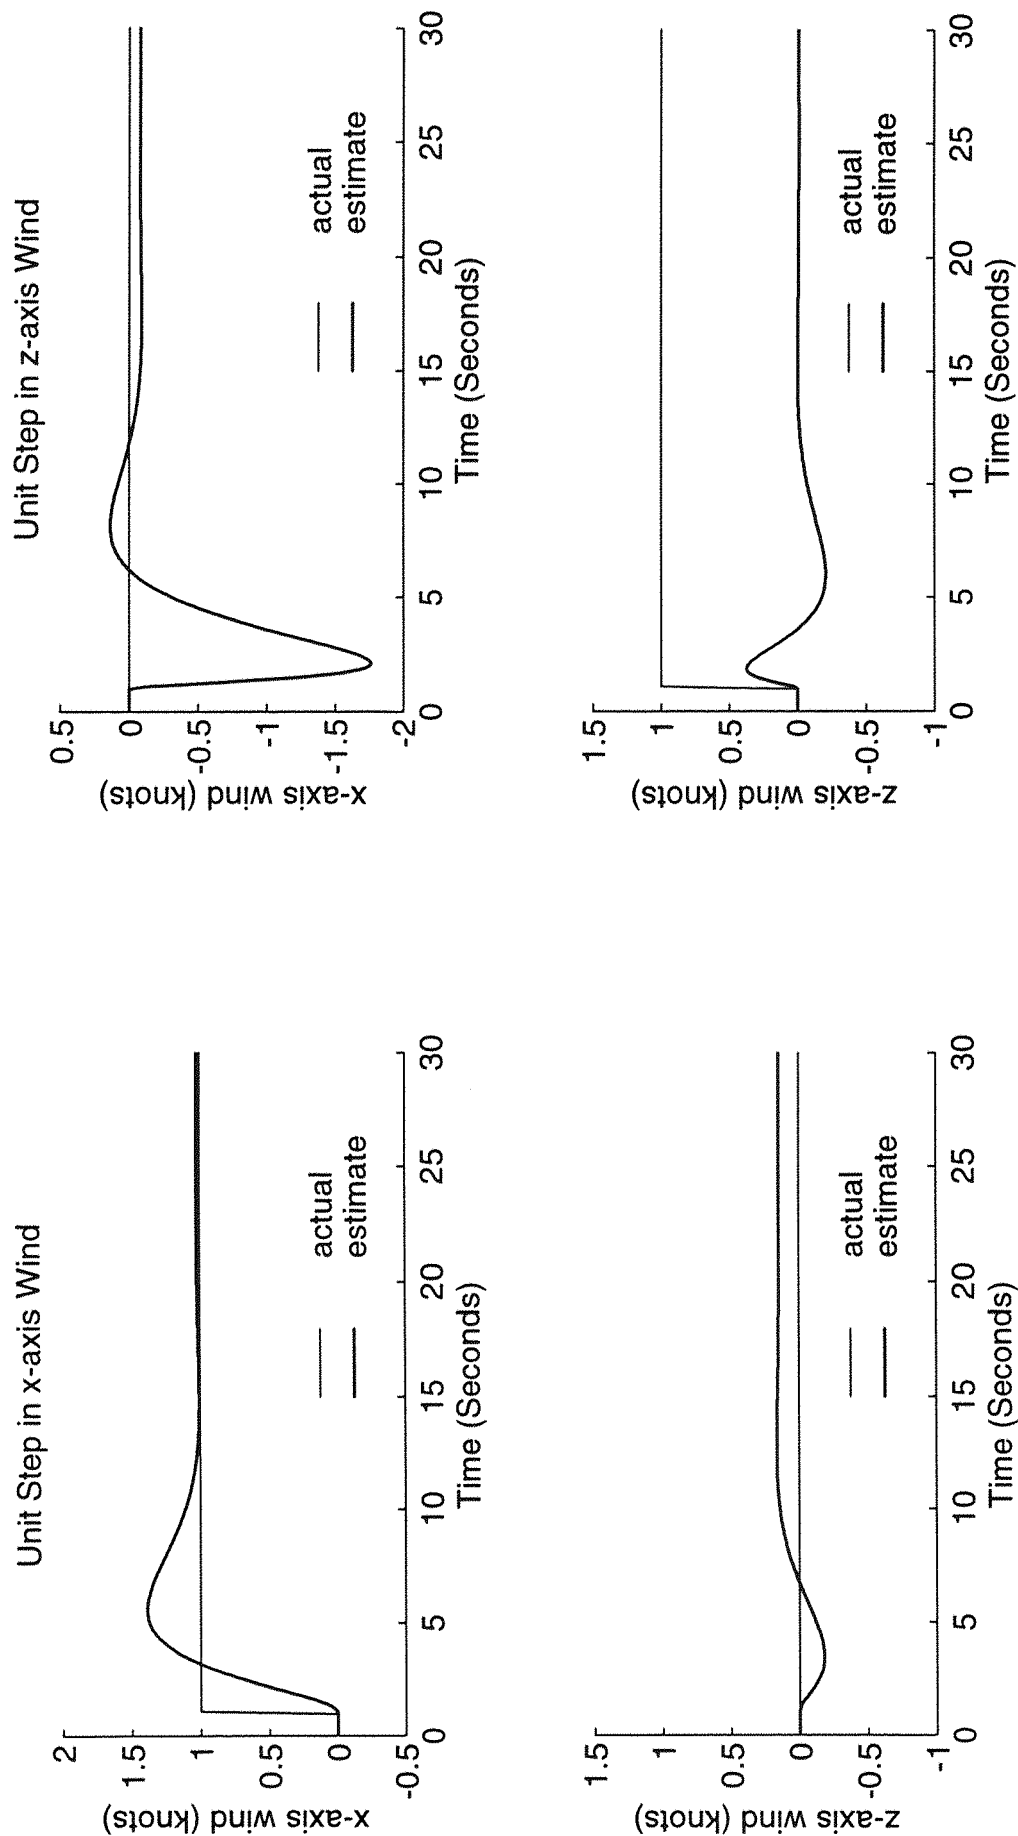 Unit Step in x-axis Wind
x-axis wind (knots)
2
1.5
1
0.5
0
-0.5
0
5
10
15
20
25
30
Time (Seconds)
actual
estimate
Unit Step in z-axis Wind
x-axis wind (knots)
0.5
0
-0.5
-1
-1.5
-2
0
5
10
15
20
25
30
Time (Seconds)
actual
estimate
z-axis wind (knots)
1.5
1
0.5
0
-0.5
-1
0
5
10
15
20
25
30
Time (Seconds)
actual
estimate
z-axis wind (knots)
1.5
1
0.5
0
-0.5
-1
0
5
10
15
20
25
30
Time (Seconds)
actual
estimate